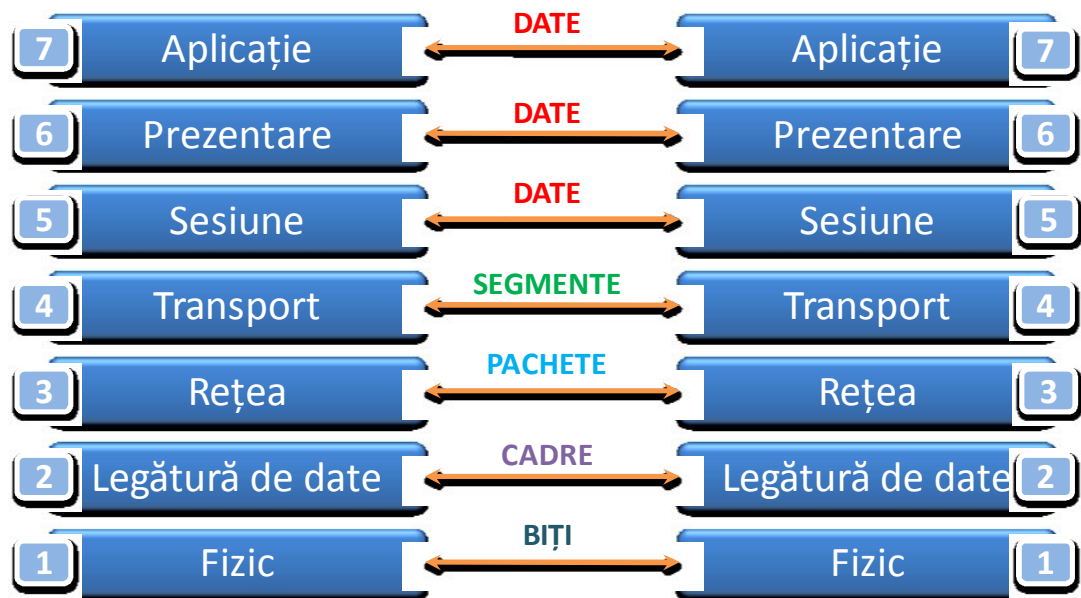 DATE
7 Aplicație Aplicație 7
DATE
6 Prezentare Prezentare 6
DATE
5 Sesiune Sesiune 5
SEGMENTE
4 Transport Transport 4
PACHETE
3 Rețea Rețea 3
CADRE
2 Legătură de date Legătură de date 2
BIȚI
1 Fizic Fizic 1